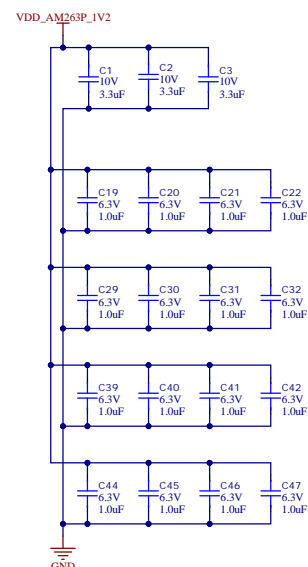 VDD_AM263P_1V2
C1 C2 C3
10V 10V 10V
3.3uF 3.3uF 3.3uF
C19 C20 C21 C22
6.3V 6.3V 6.3V 6.3V
1.0uF 1.0uF 1.0uF 1.0uF
C29 C30 C31 C32
6.3V 6.3V 6.3V 6.3V
1.0uF 1.0uF 1.0uF 1.0uF
C39 C40 C41 C42
6.3V 6.3V 6.3V 6.3V
1.0uF 1.0uF 1.0uF 1.0uF
C44 C45 C46 C47
6.3V 6.3V 6.3V 6.3V
1.0uF 1.0uF 1.0uF 1.0uF
GND